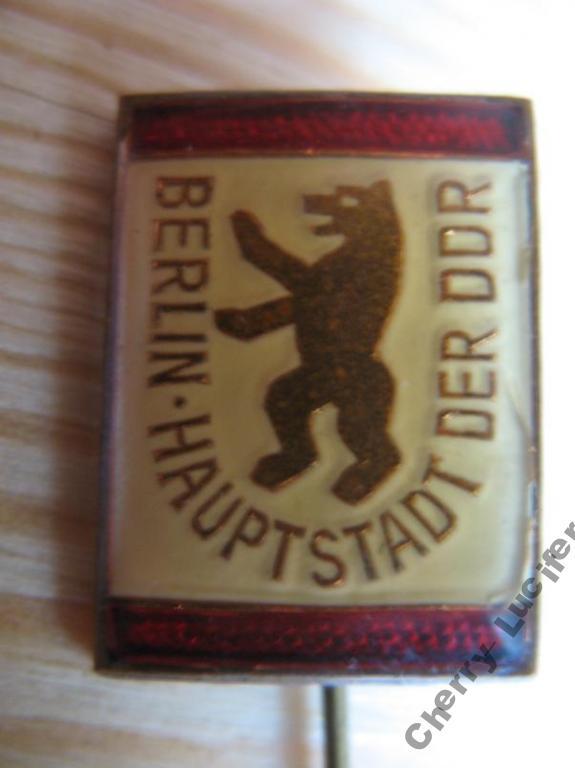 BERLIN · HAUPTSTADT DER DDR
Cherry Lucifer